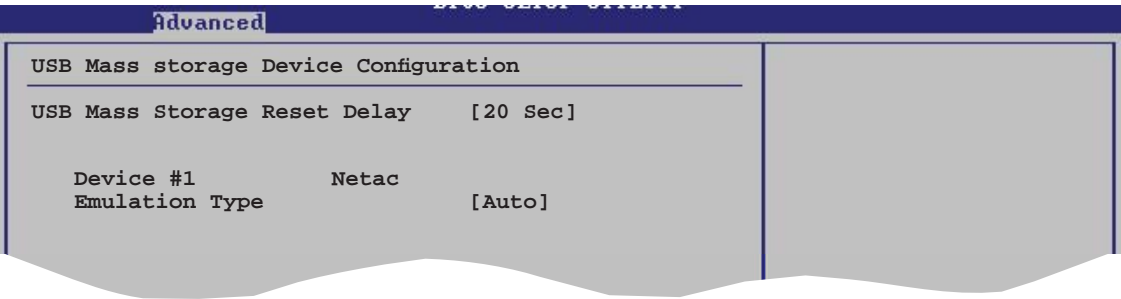 Advanced
USB Mass storage Device Configuration
USB Mass Storage Reset Delay [20 Sec]
Device #1 Netac
Emulation Type [Auto]